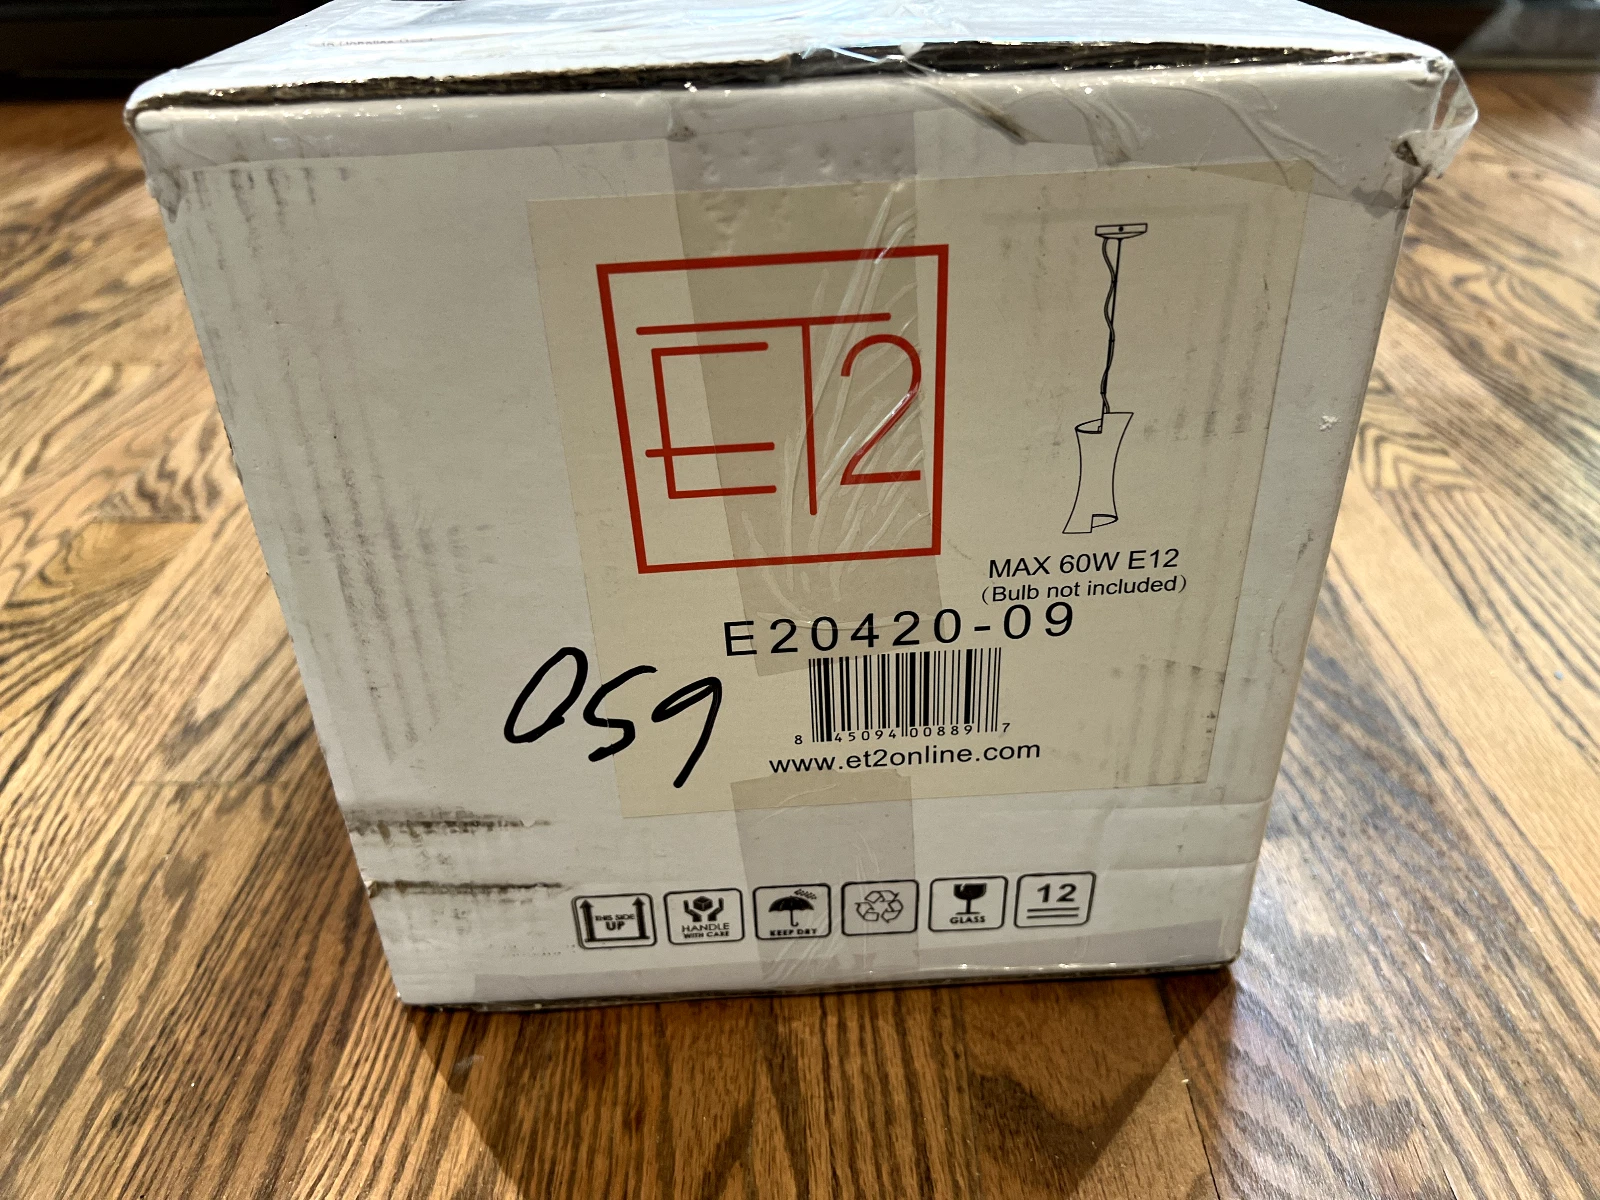 ET2
MAX 60W E12
(Bulb not included)
E20420-09
059
8 45094 00889 7
www.et2online.com
THIS SIDE
UP
HANDLE
WITH CARE
KEEP DRY
GLASS
12